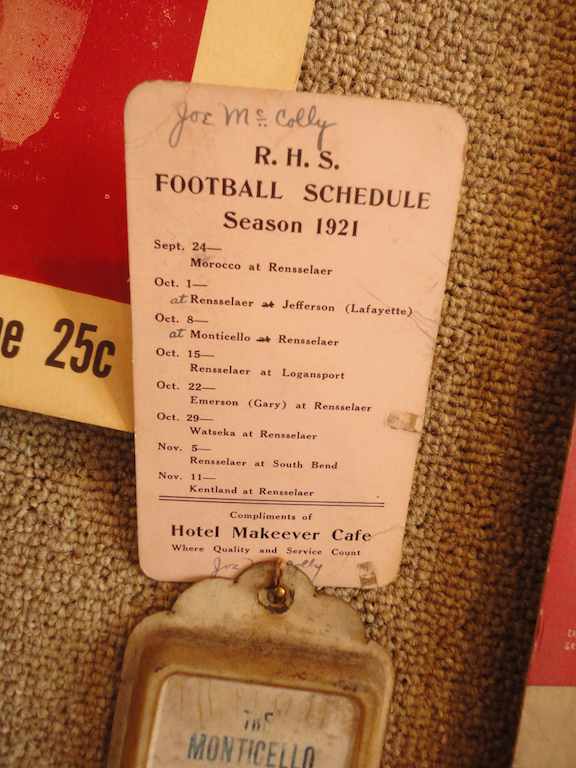 Joe Mc Colly
R. H. S.
FOOTBALL SCHEDULE
Season 1921
Sept. 24—
Morocco at Rensselaer
Oct. 1—
at Rensselaer at Jefferson (Lafayette)
Oct. 8—
at Monticello at Rensselaer
Oct. 15—
Rensselaer at Logansport
Oct. 22—
Emerson (Gary) at Rensselaer
Oct. 29—
Watseka at Rensselaer
Nov. 5—
Rensselaer at South Bend
Nov. 11—
Kentland at Rensselaer
Compliments of
Hotel Makeever Cafe
Where Quality and Service Count
Joe Colly
25c
THE
MONTICELLO